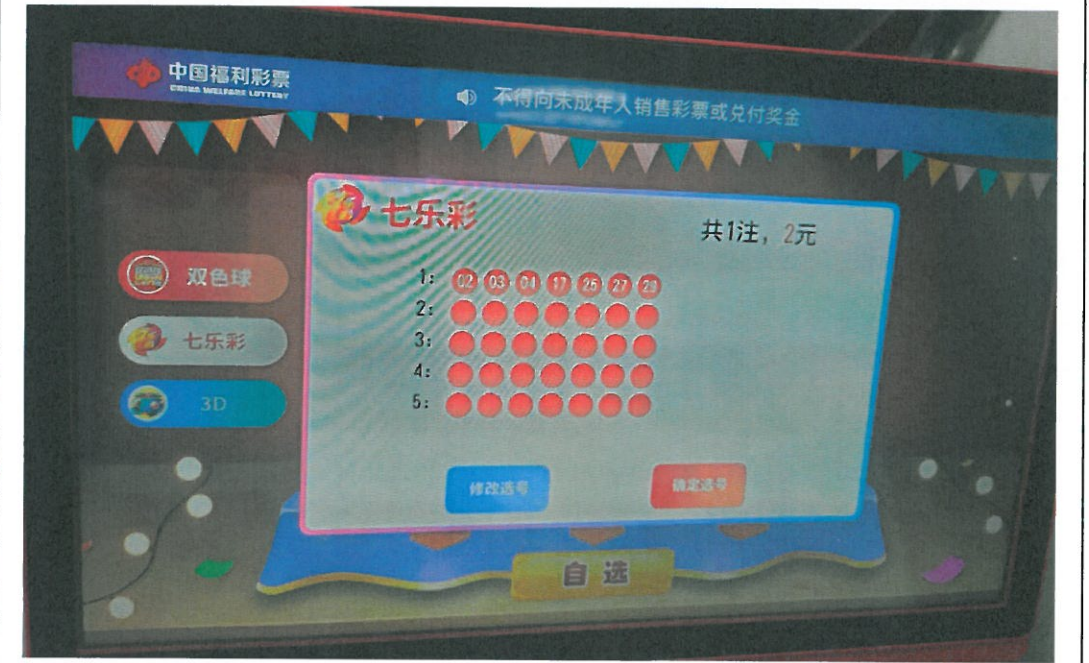 中国福利彩票
CHINA WELFARE LOTTERY
不得向未成年人销售彩票或兑付奖金
七乐彩
共1注，2元
双色球
七乐彩
3D
1: 02 03 04 17 26 27 29
2:
3:
4:
5:
修改选号
确定选号
自选